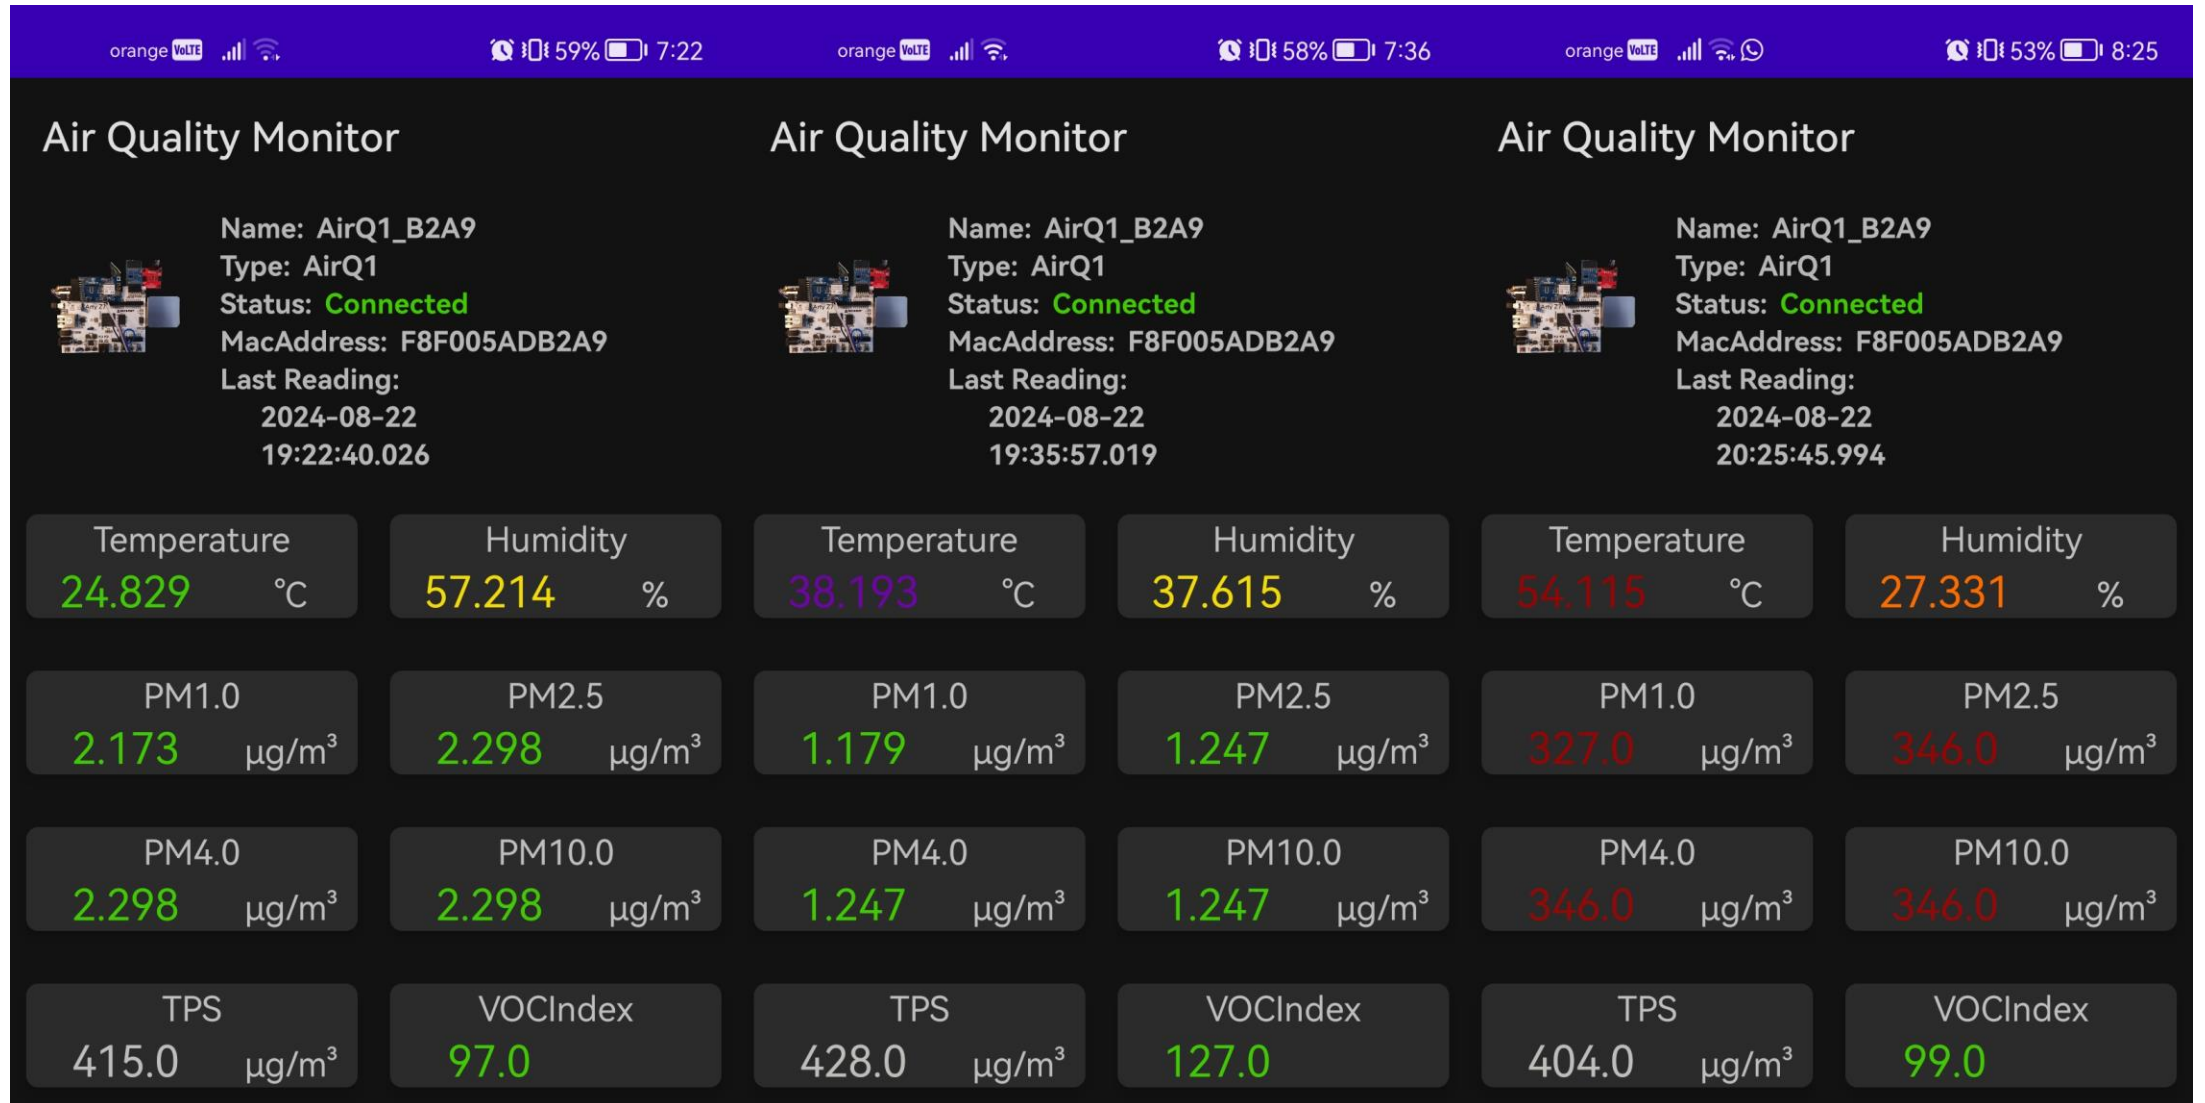 orange VoLTE 59% 7:22
Air Quality Monitor
Name: AirQ1_B2A9
Type: AirQ1
Status: Connected
MacAddress: F8F005ADB2A9
Last Reading:
2024-08-22
19:22:40.026
Temperature Humidity
24.829 °C 57.214 %
PM1.0 PM2.5
2.173 µg/m³ 2.298 µg/m³
PM4.0 PM10.0
2.298 µg/m³ 2.298 µg/m³
TPS VOCIndex
415.0 µg/m³ 97.0
orange VoLTE 58% 7:36
Air Quality Monitor
Name: AirQ1_B2A9
Type: AirQ1
Status: Connected
MacAddress: F8F005ADB2A9
Last Reading:
2024-08-22
19:35:57.019
Temperature Humidity
38.193 °C 37.615 %
PM1.0 PM2.5
1.179 µg/m³ 1.247 µg/m³
PM4.0 PM10.0
1.247 µg/m³ 1.247 µg/m³
TPS VOCIndex
428.0 µg/m³ 127.0
orange VoLTE 53% 8:25
Air Quality Monitor
Name: AirQ1_B2A9
Type: AirQ1
Status: Connected
MacAddress: F8F005ADB2A9
Last Reading:
2024-08-22
20:25:45.994
Temperature Humidity
54.115 °C 27.331 %
PM1.0 PM2.5
327.0 µg/m³ 346.0 µg/m³
PM4.0 PM10.0
346.0 µg/m³ 346.0 µg/m³
TPS VOCIndex
404.0 µg/m³ 99.0